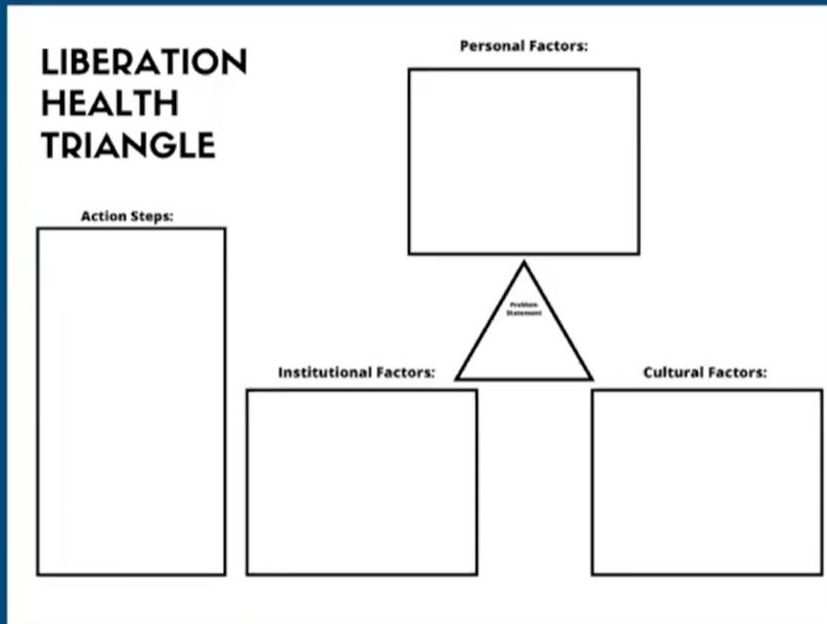 LIBERATION
HEALTH
TRIANGLE
Personal Factors:
Action Steps:
Problem
Statement
Institutional Factors:
Cultural Factors: